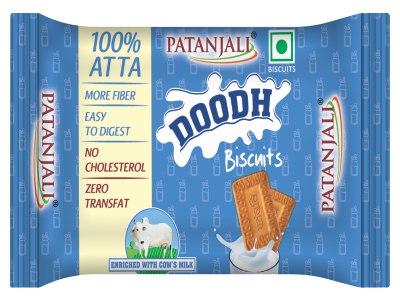 100%
ATTA
MORE FIBER
EASY
TO DIGEST
NO
CHOLESTEROL
ZERO
TRANSFAT
ENRICHED WITH COW'S MILK
PATANJALI®
BISCUITS
DOODH
Biscuits
PATANJALI®
PATANJALI®